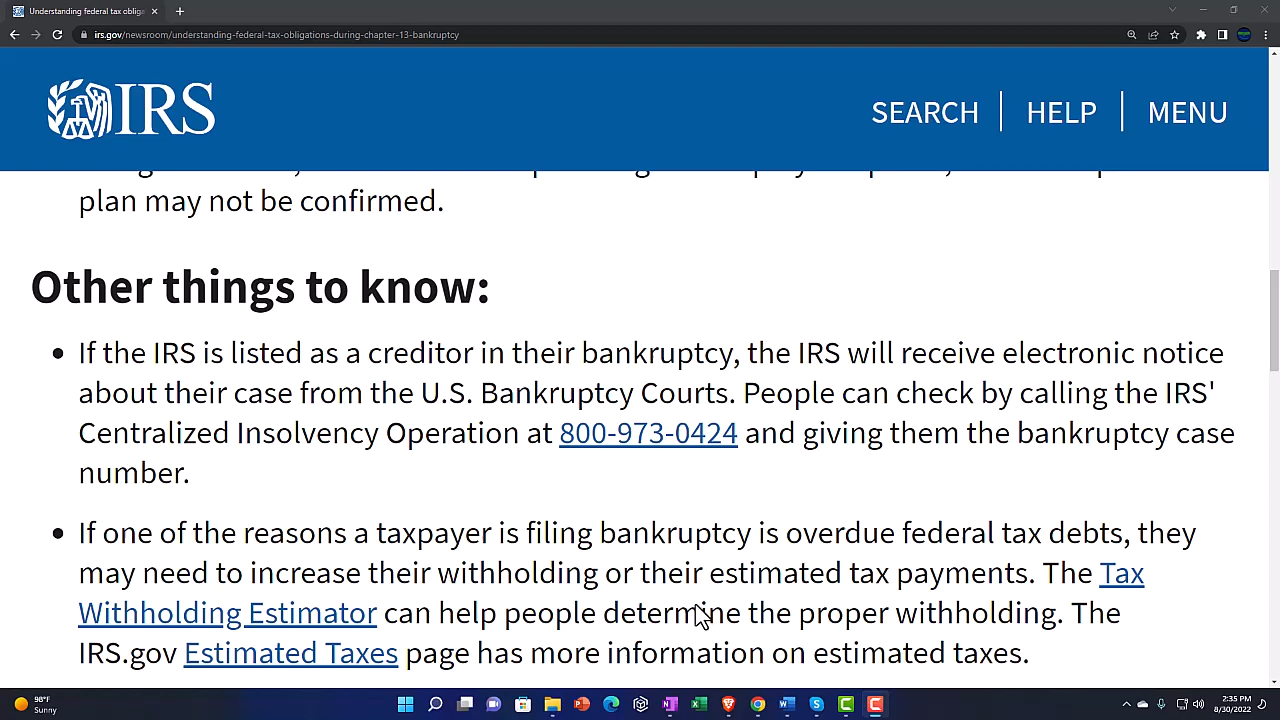 Understanding federal tax obliga
irs.gov/newsroom/understanding-federal-tax-obligations-during-chapter-13-bankruptcy
IRS
SEARCH
HELP
MENU
plan may not be confirmed.
Other things to know:
• If the IRS is listed as a creditor in their bankruptcy, the IRS will receive electronic notice
about their case from the U.S. Bankruptcy Courts. People can check by calling the IRS'
Centralized Insolvency Operation at 800-973-0424 and giving them the bankruptcy case
number.
• If one of the reasons a taxpayer is filing bankruptcy is overdue federal tax debts, they
may need to increase their withholding or their estimated tax payments. The Tax
Withholding Estimator can help people determine the proper withholding. The
IRS.gov Estimated Taxes page has more information on estimated taxes.
98°F
Sunny
2:35 PM
8/30/2022